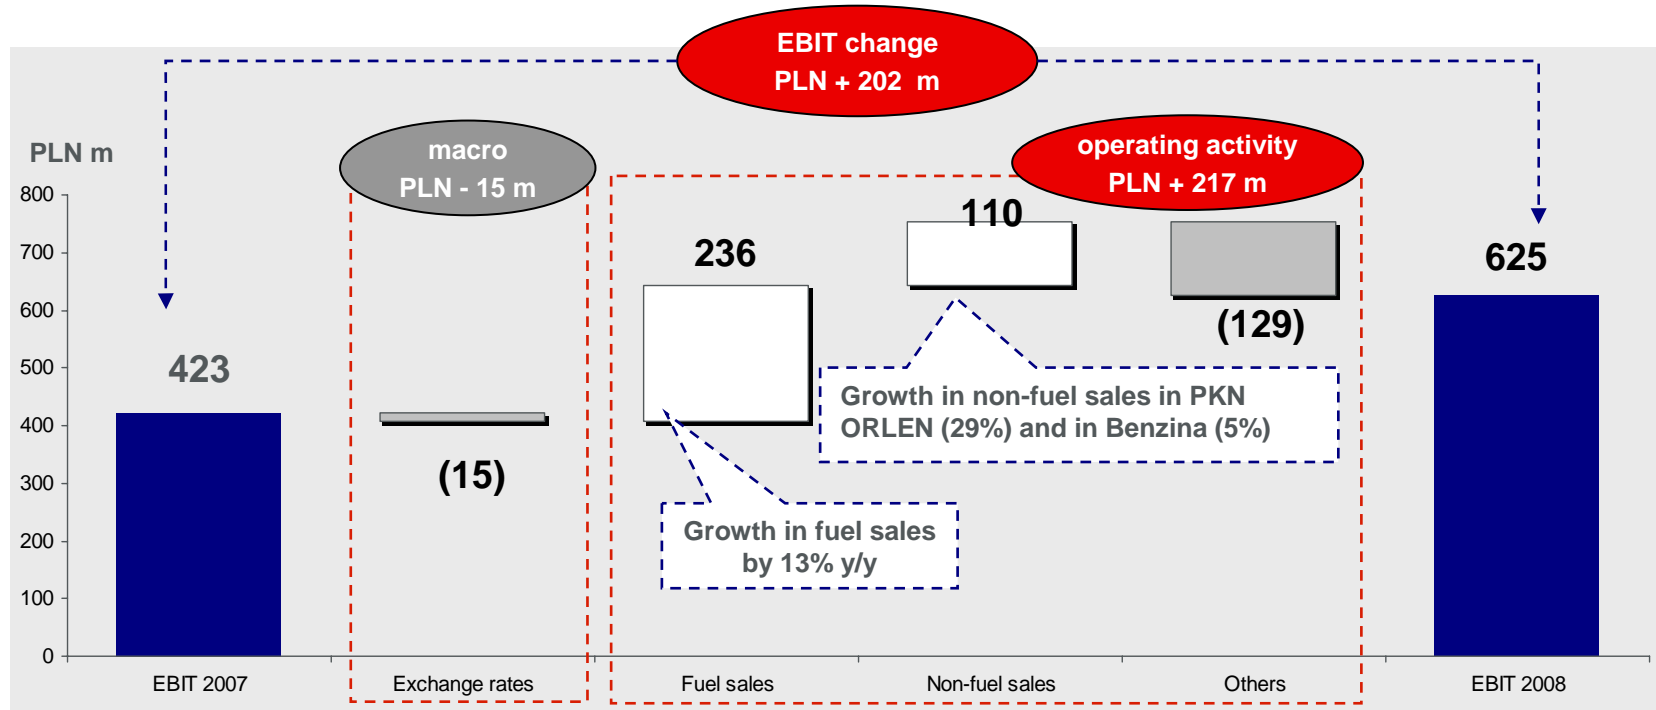 EBIT change
PLN + 202 m
macro
PLN - 15 m
operating activity
PLN + 217 m
PLN m
800
700
600
500
400
300
200
100
0
423
(15)
236
110
(129)
625
Growth in non-fuel sales in PKN
ORLEN (29%) and in Benzina (5%)
Growth in fuel sales
by 13% y/y
EBIT 2007
Exchange rates
Fuel sales
Non-fuel sales
Others
EBIT 2008